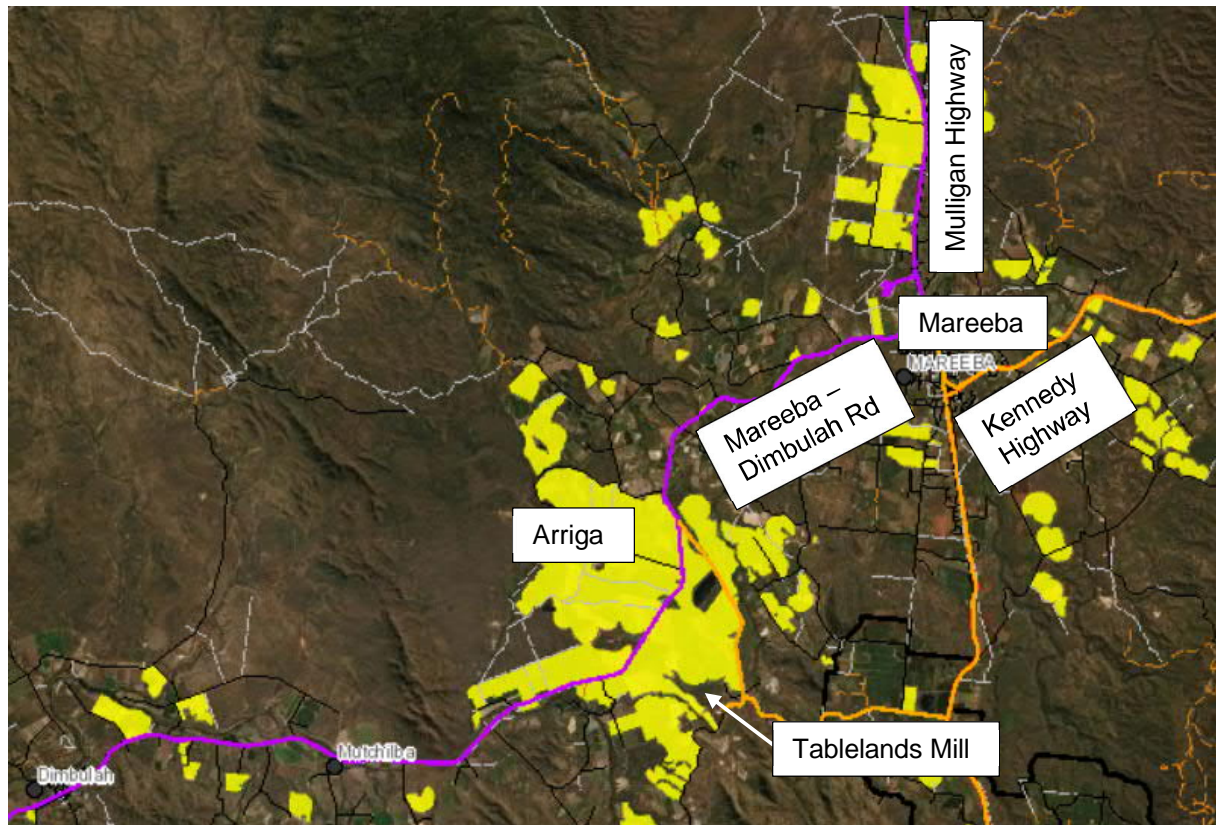 Mulligan Highway
Mareeba
MAREEBA
Mareeba –
Dimbulah Rd
Kennedy
Highway
Arriga
Tablelands Mill
Mutchilba
Dimbulah